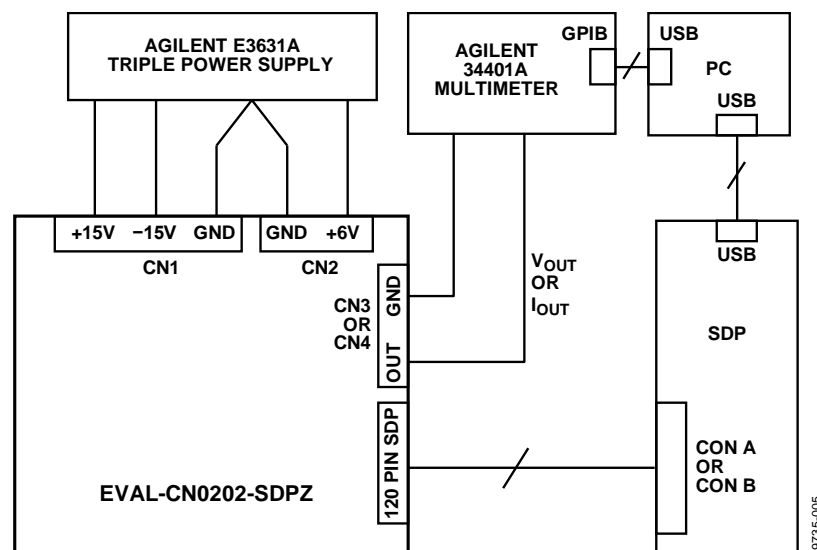 AGILENT E3631A
TRIPLE POWER SUPPLY
AGILENT
34401A
MULTIMETER
GPIB
USB
PC
USB
+15V −15V GND
GND +6V
CN1
CN2
CN3
OR
CN4
GND
OUT
VOUT
OR
IOUT
USB
SDP
120 PIN SDP
CON A
OR
CON B
EVAL-CN0202-SDPZ
9735-005